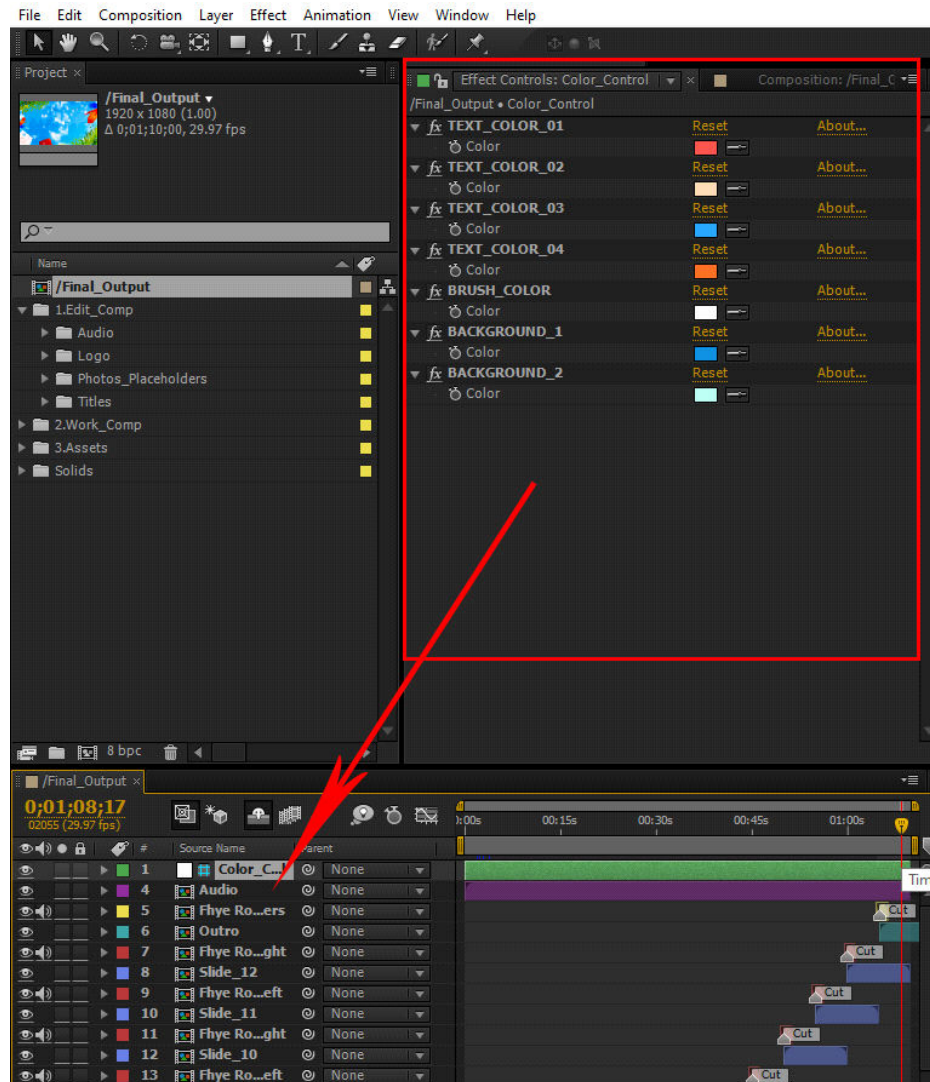 File Edit Composition Layer Effect Animation View Window Help
Project ×
/Final_Output
1920 x 1080 (1.00)
Δ 0;01;10;00, 29.97 fps
Name
/Final_Output
1.Edit_Comp
Audio
Logo
Photos_Placeholders
Titles
2.Work_Comp
3.Assets
Solids
8 bpc
Effect Controls: Color_Control × Composition: /Final_C
/Final_Output • Color_Control
fx TEXT_COLOR_01 Reset About...
Color
fx TEXT_COLOR_02 Reset About...
Color
fx TEXT_COLOR_03 Reset About...
Color
fx TEXT_COLOR_04 Reset About...
Color
fx BRUSH_COLOR Reset About...
Color
fx BACKGROUND_1 Reset About...
Color
fx BACKGROUND_2 Reset About...
Color
/Final_Output ×
0;01;08;17
02055 (29.97 fps)
):00s 00:15s 00:30s 00:45s 01:00s
# Source Name Parent
1 Color_C...l None
Tim
4 Audio None
5 Fhye Ro...ers None Cut
6 Outro None
7 Fhye Ro...ght None Cut
8 Slide_12 None
9 Fhye Ro...eft None Cut
10 Slide_11 None
11 Fhye Ro...ght None Cut
12 Slide_10 None
13 Fhye Ro...eft None Cut